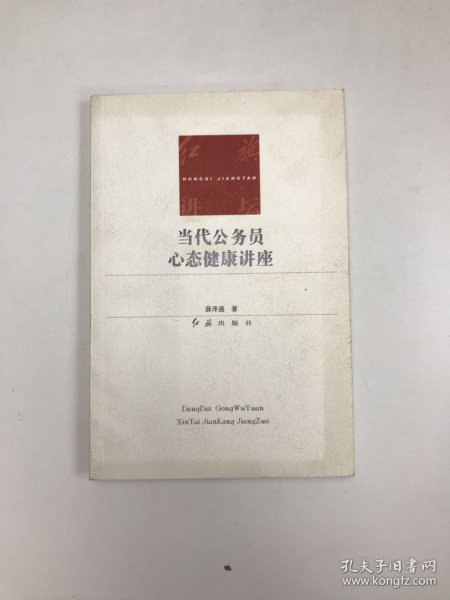 红旗
HONGQI JIANGTAN
讲坛
当代公务员
心态健康讲座
薛泽通 著
红旗出版社
DangDai GongWuYuan
XinTai JianKang JiangZuo
孔夫子旧书网
www.kongfz.com